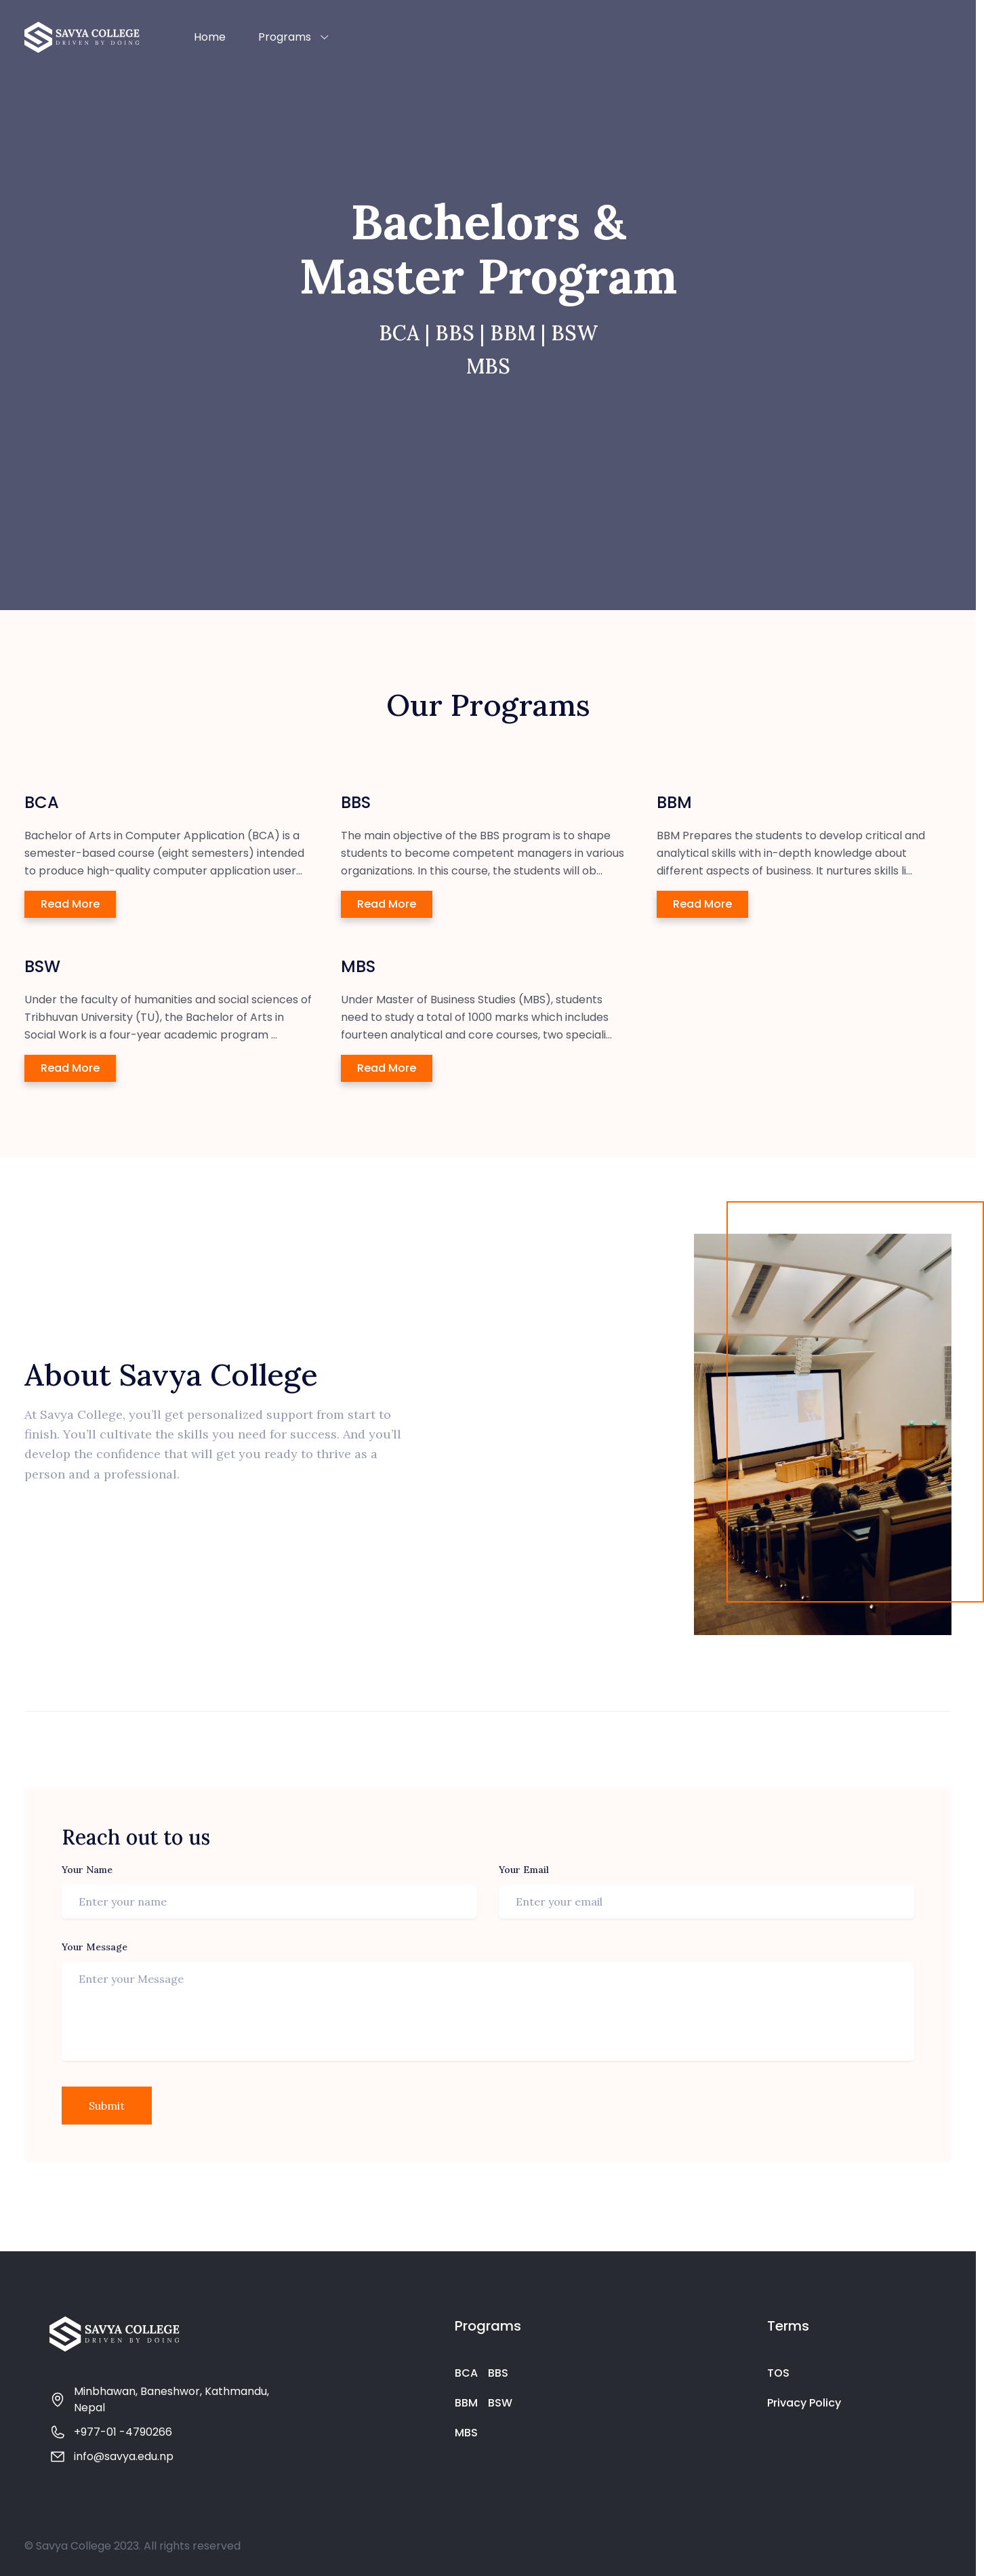 SAVYA COLLEGE
DRIVEN BY DOING
Home
Programs
Bachelors &
Master Program
BCA | BBS | BBM | BSW
MBS
Our Programs
BCA
Bachelor of Arts in Computer Application (BCA) is a
semester-based course (eight semesters) intended
to produce high-quality computer application user...
Read More
BBS
The main objective of the BBS program is to shape
students to become competent managers in various
organizations. In this course, the students will ob...
Read More
BBM
BBM Prepares the students to develop critical and
analytical skills with in-depth knowledge about
different aspects of business. It nurtures skills li...
Read More
BSW
Under the faculty of humanities and social sciences of
Tribhuvan University (TU), the Bachelor of Arts in
Social Work is a four-year academic program ...
Read More
MBS
Under Master of Business Studies (MBS), students
need to study a total of 1000 marks which includes
fourteen analytical and core courses, two speciali...
Read More
About Savya College
At Savya College, you’ll get personalized support from start to
finish. You’ll cultivate the skills you need for success. And you’ll
develop the confidence that will get you ready to thrive as a
person and a professional.
Reach out to us
Your Name
Enter your name
Your Email
Enter your email
Your Message
Enter your Message
Submit
SAVYA COLLEGE
DRIVEN BY DOING
Minbhawan, Baneshwor, Kathmandu,
Nepal
+977-01 -4790266
info@savya.edu.np
Programs
BCA BBS
BBM BSW
MBS
Terms
TOS
Privacy Policy
© Savya College 2023. All rights reserved